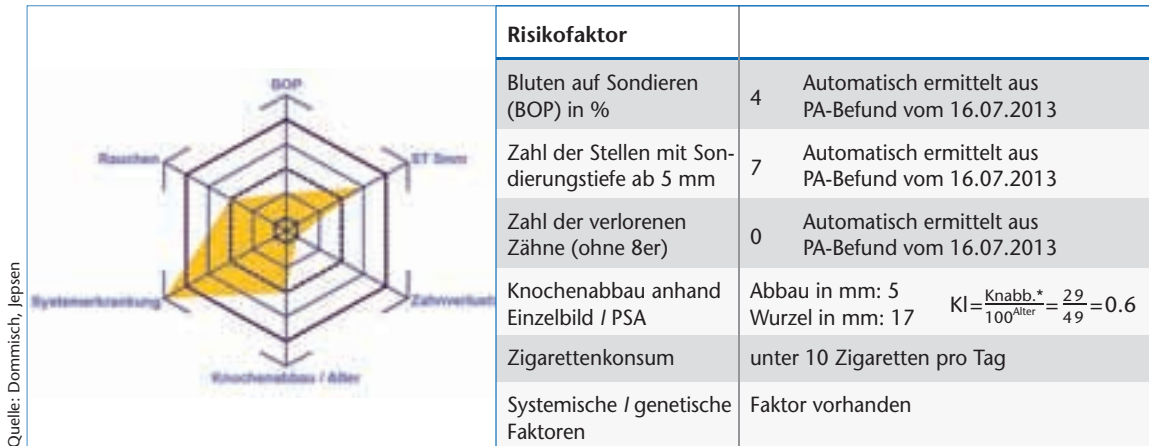 BOP
Rauchen
ST 5mm
Systemerkrankung
Zahnverlust
Knochenabbau / Alter
Quelle: Dommisch, Jepsen
Risikofaktor
Bluten auf Sondieren
(BOP) in %
4
Automatisch ermittelt aus
PA-Befund vom 16.07.2013
Zahl der Stellen mit Son-
dierungstiefe ab 5 mm
7
Automatisch ermittelt aus
PA-Befund vom 16.07.2013
Zahl der verlorenen
Zähne (ohne 8er)
0
Automatisch ermittelt aus
PA-Befund vom 16.07.2013
Knochenabbau anhand
Einzelbild / PSA
Abbau in mm: 5
Wurzel in mm: 17
KI=Knabb.*/100^Alter=29/49=0.6
Zigarettenkonsum
unter 10 Zigaretten pro Tag
Systemische / genetische
Faktoren
Faktor vorhanden